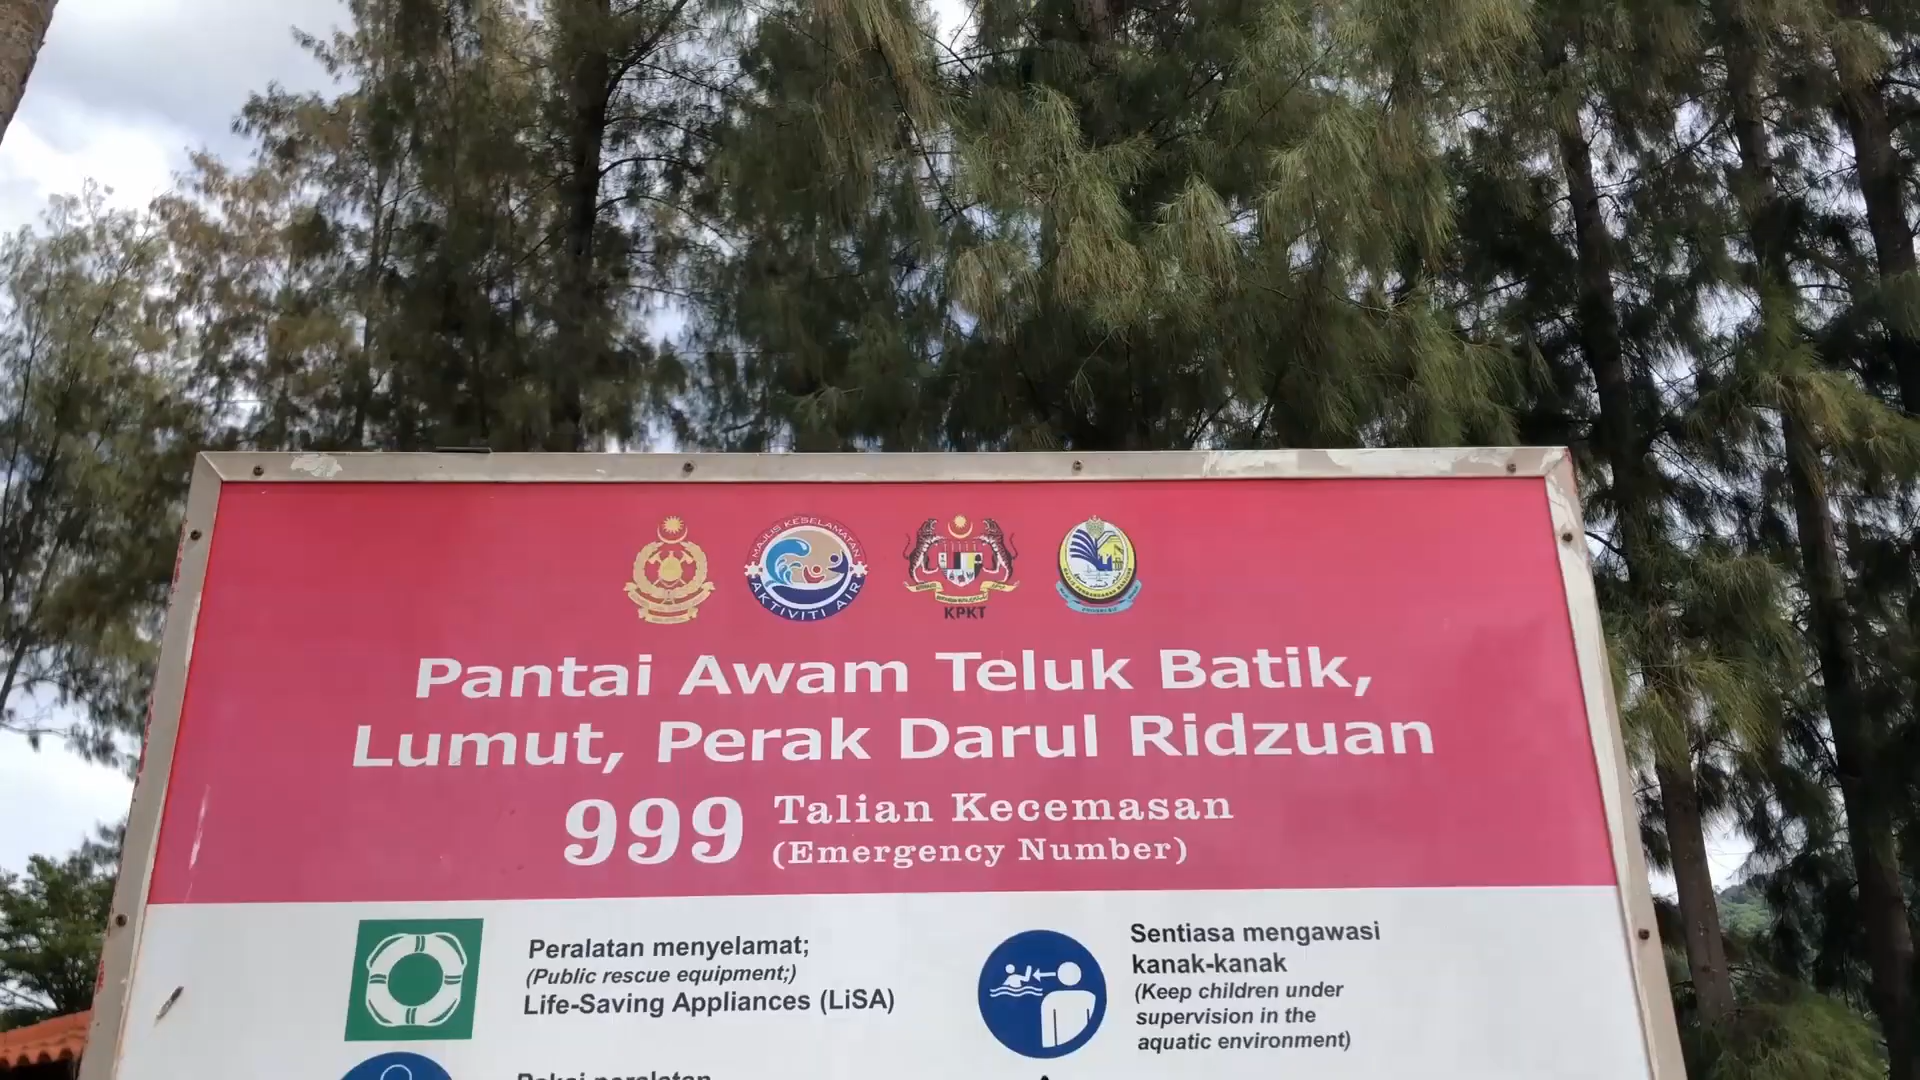 MAJLIS KESELAMATAN
AKTIVITI AIR
KPKT
Pantai Awam Teluk Batik,
Lumut, Perak Darul Ridzuan
999 Talian Kecemasan
(Emergency Number)
Peralatan menyelamat;
(Public rescue equipment;)
Life-Saving Appliances (LiSA)
Sentiasa mengawasi
kanak-kanak
(Keep children under
supervision in the
aquatic environment)